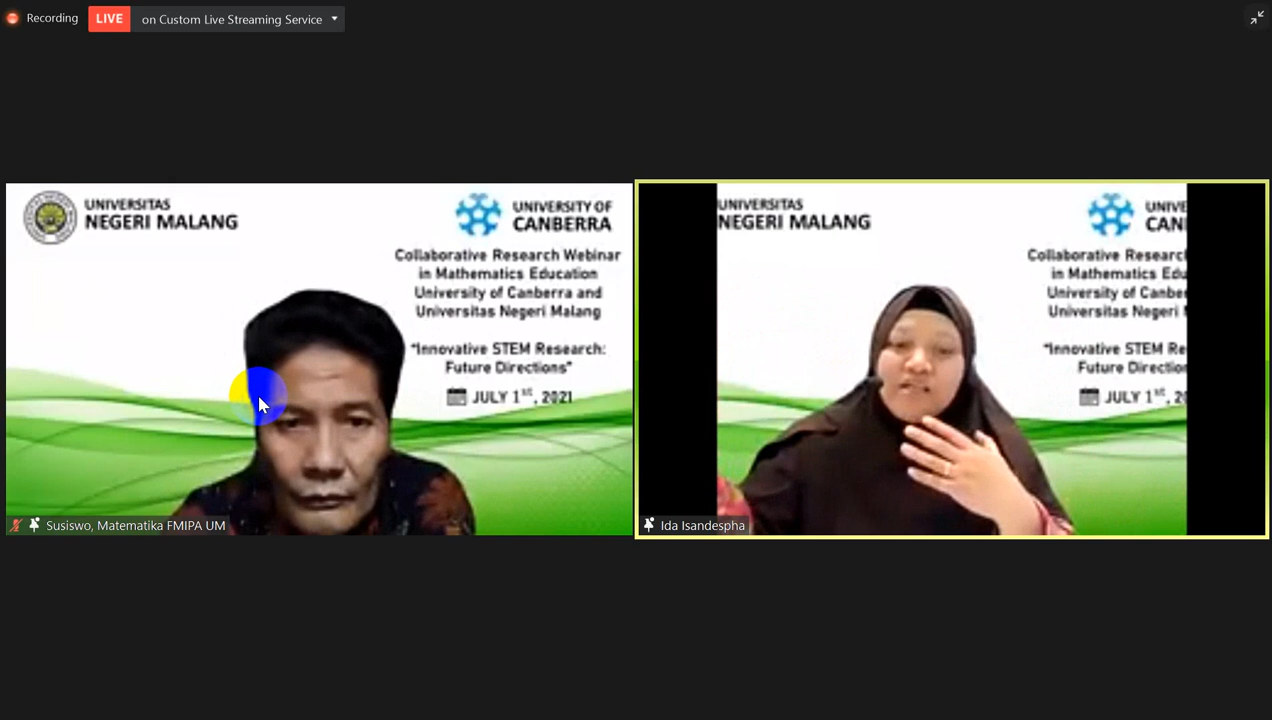 Recording
LIVE on Custom Live Streaming Service
UNIVERSITAS
NEGERI MALANG
UNIVERSITY OF
CANBERRA
Collaborative Research Webinar
in Mathematics Education
University of Canberra and
Universitas Negeri Malang
"Innovative STEM Research:
Future Directions"
JULY 1st, 2021
Susiswo, Matematika FMIPA UM
UNIVERSITAS
NEGERI MALANG
UNIVE
CAN
Collaborative Research
in Mathematics Edu
University of Canber
Universitas Negeri
"Innovative STEM Re
Future Directio
JULY 1st, 20
Ida Isandespha